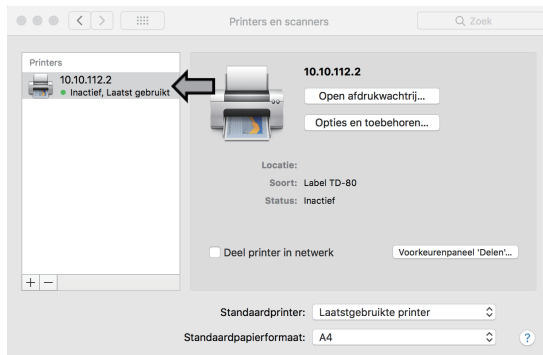 Printers en scanners
Zoek
Printers
10.10.112.2
Inactief, Laatst gebruikt
10.10.112.2
Open afdrukwachtrij...
Opties en toebehoren...
Locatie:
Soort: Label TD-80
Status: Inactief
Deel printer in netwerk
Voorkeurenpaneel 'Delen'...
+ −
Standaardprinter: Laatstgebruikte printer
Standaardpapierformaat: A4
?